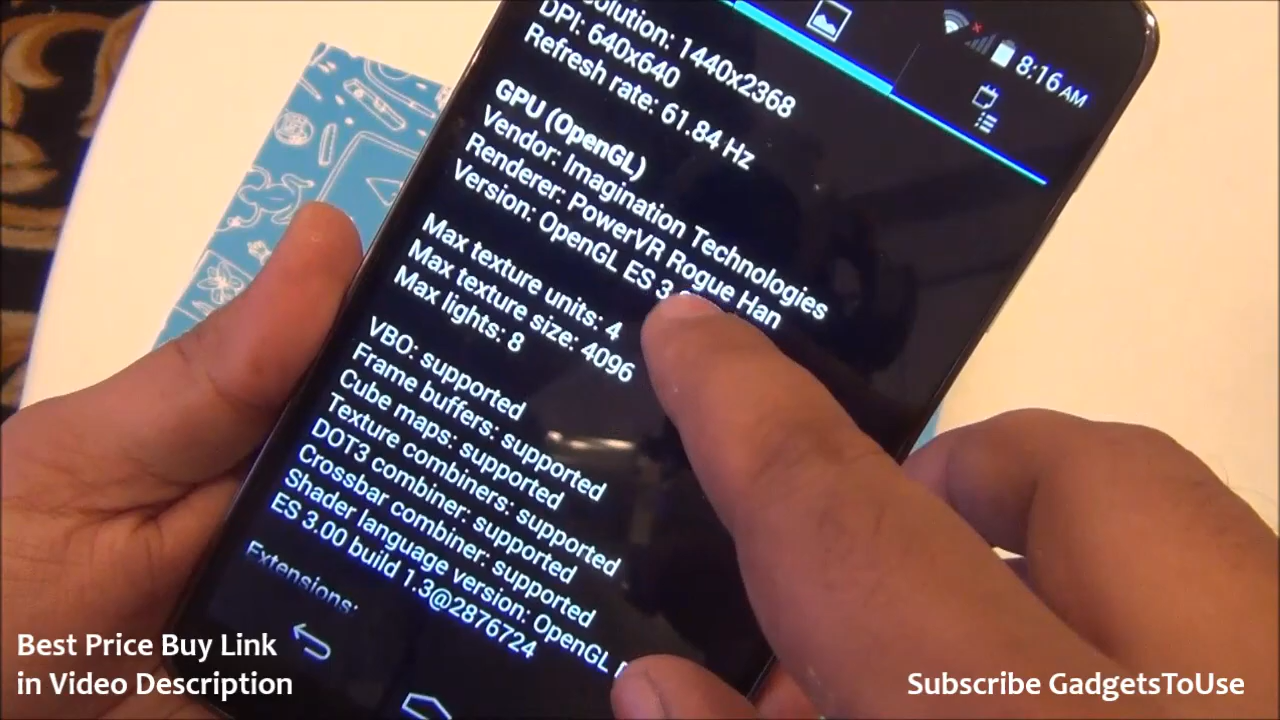 8:16 AM
solution: 1440x2368
DPI: 640x640
Refresh rate: 61.84 Hz
GPU (OpenGL)
Vendor: Imagination Technologies
Renderer: PowerVR Rogue Han
Version: OpenGL ES 3.
Max texture units: 4
Max texture size: 4096
Max lights: 8
VBO: supported
Frame buffers: supported
Cube maps: supported
Texture combiners: supported
DOT3 combiner: supported
Crossbar combiner: supported
Shader language version: OpenGL
ES 3.00 build 1.3@2876724
Extensions:
Best Price Buy Link
in Video Description
Subscribe GadgetsToUse